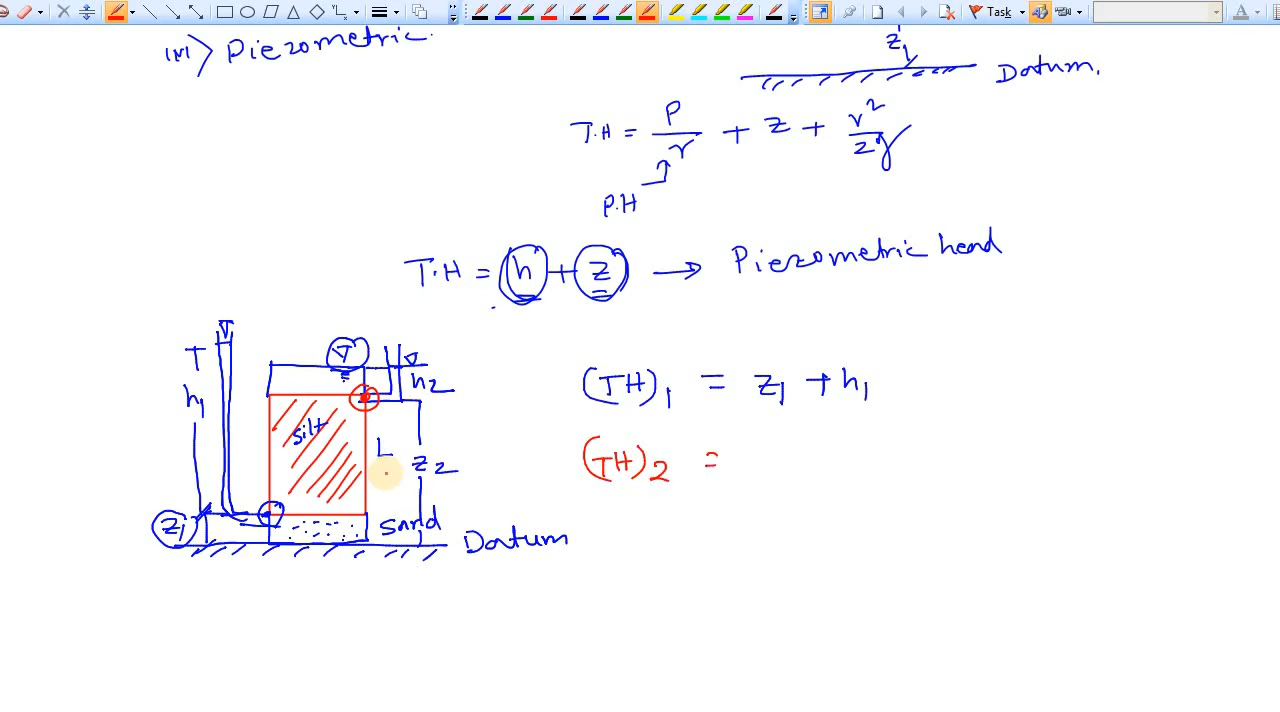 Task
A
(iv) Piezometric.
Z1
Datum.
T.H = P/γ + Z + v²/2g
P.H
T.H = h + z → Piezometric head
T
h1
h2
silt
L
Z2
Z1
sand
Datum
(TH)1 = Z1 + h1
(TH)2 =